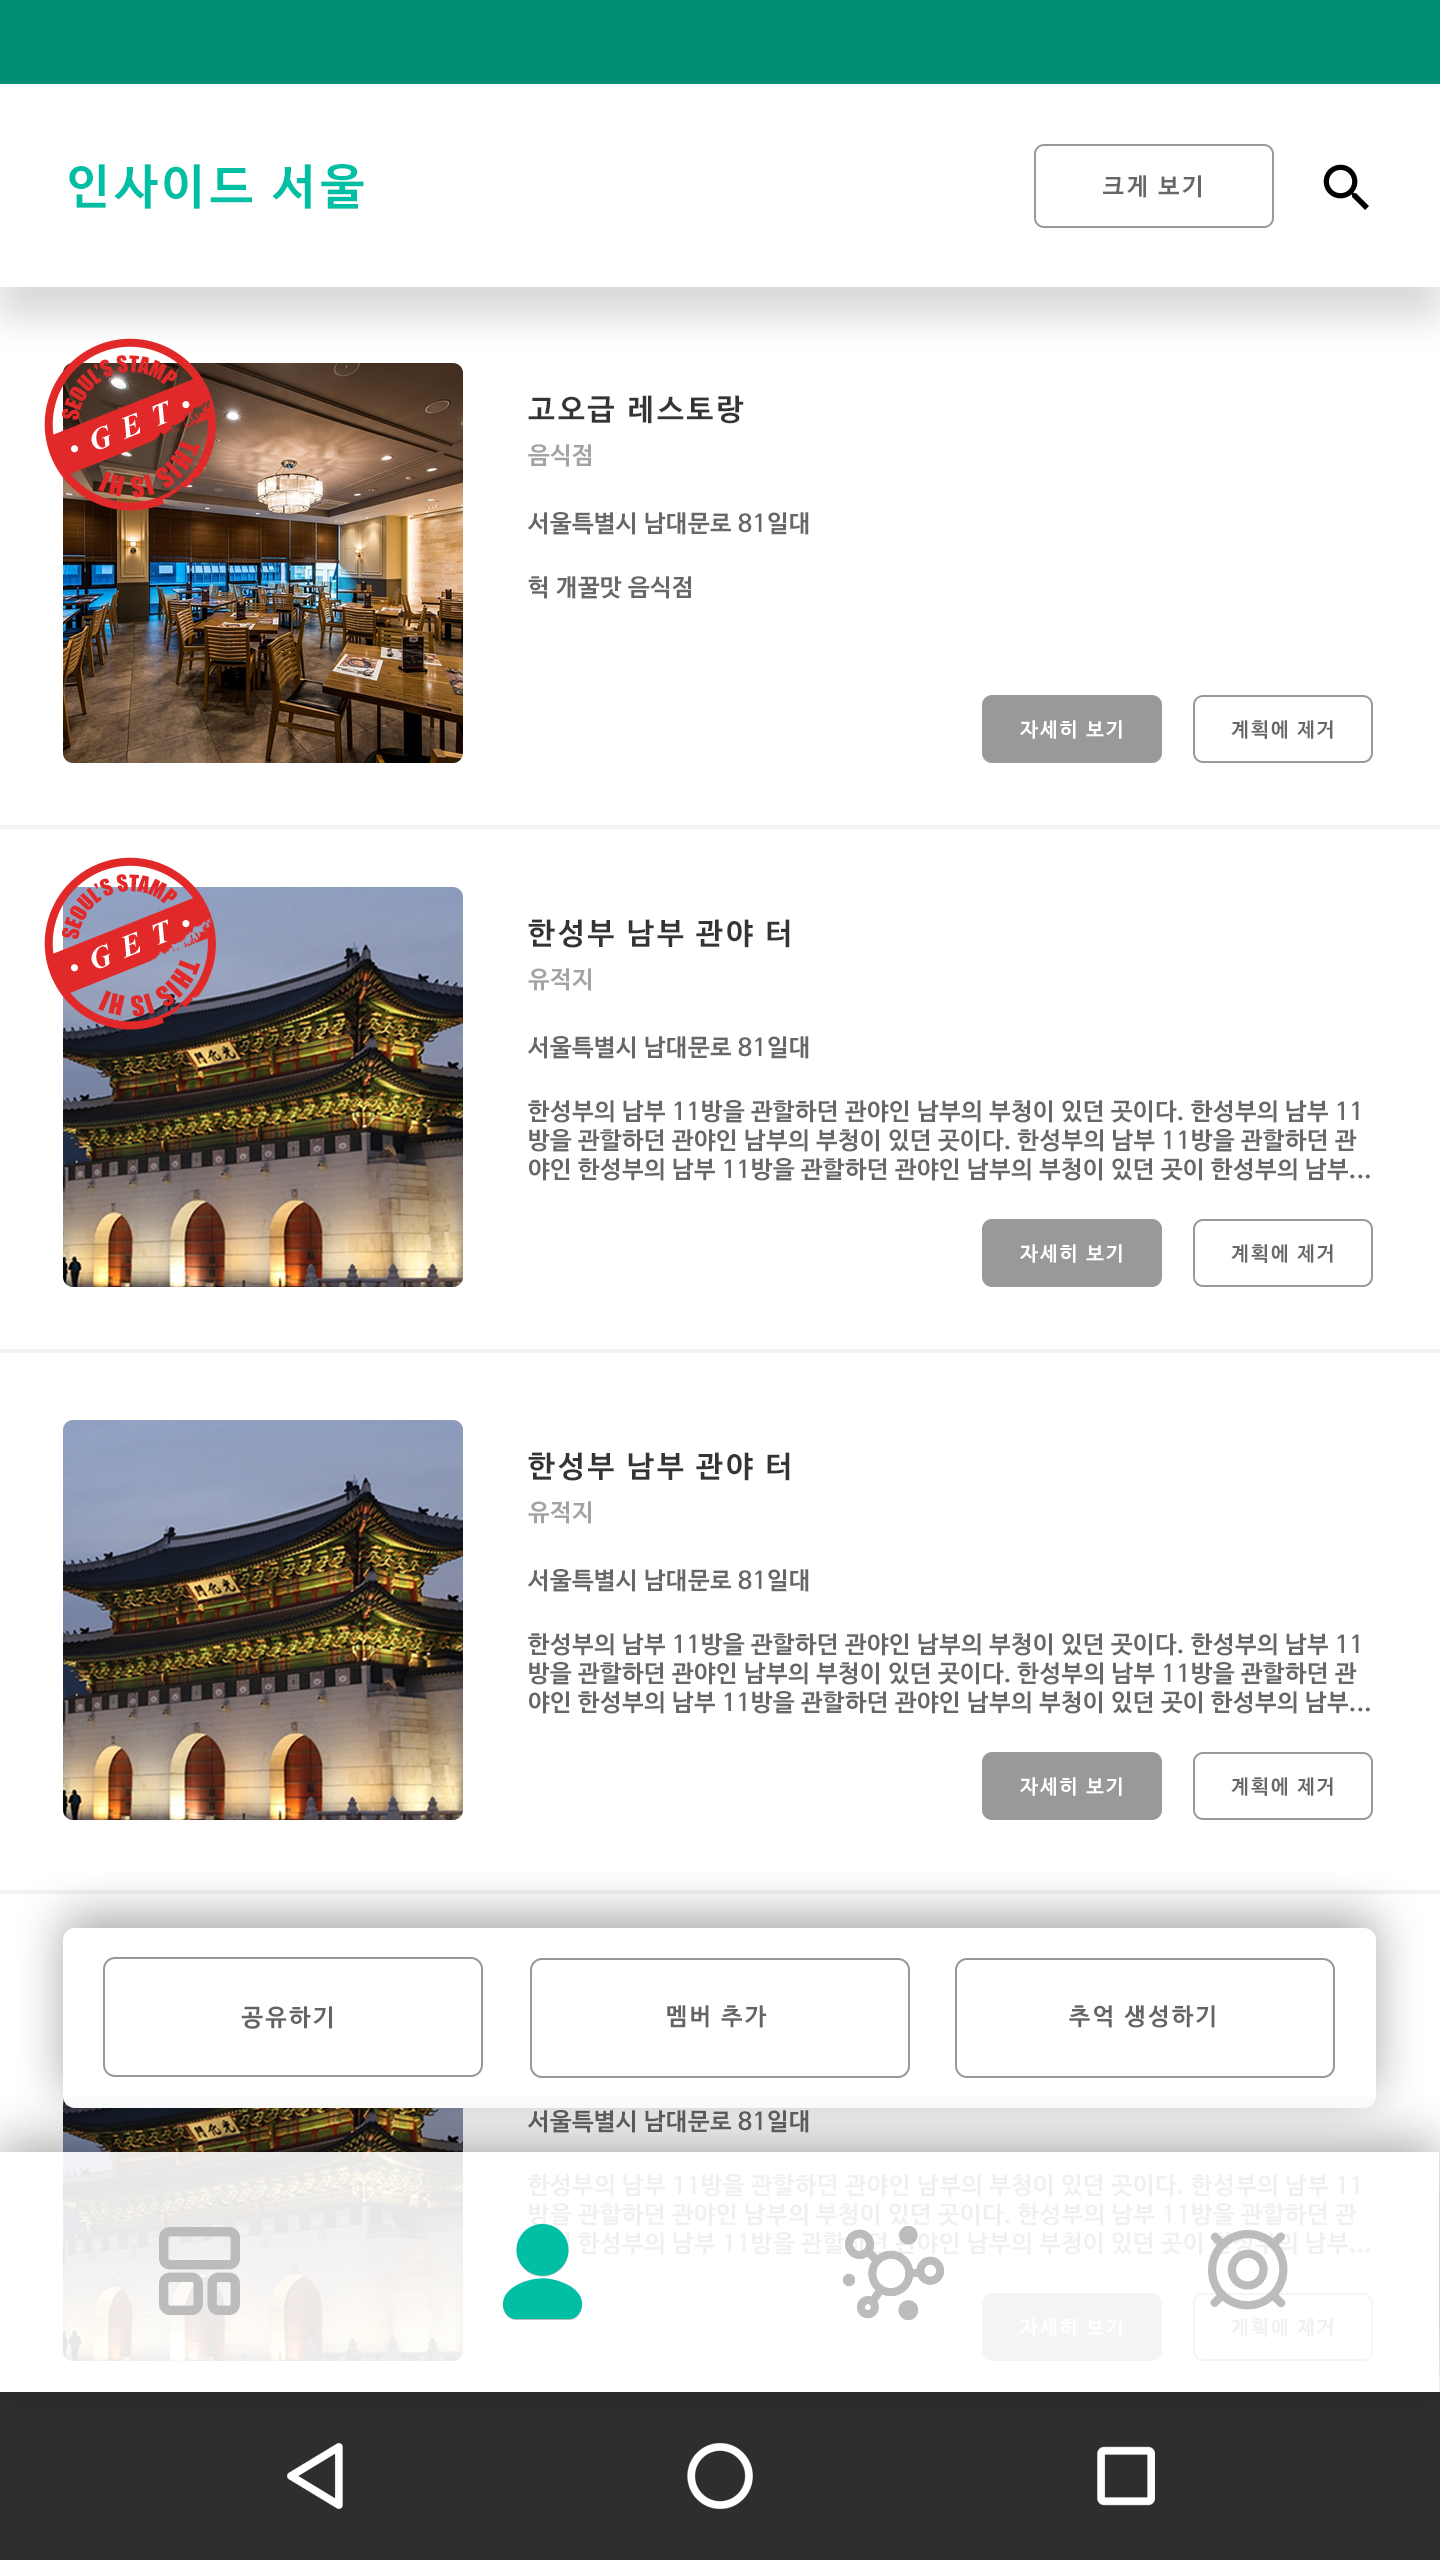 인사이드 서울
크게 보기
SEOUL'S STAMP
• GET •
THIS IS HI
고오급 레스토랑
음식점
서울특별시 남대문로 81일대
헉 개꿀맛 음식점
자세히 보기
계획에 제거
SEOUL'S STAMP
• GET •
THIS IS HI
門化光
한성부 남부 관야 터
유적지
서울특별시 남대문로 81일대
한성부의 남부 11방을 관할하던 관야인 남부의 부청이 있던 곳이다. 한성부의 남부 11
방을 관할하던 관야인 남부의 부청이 있던 곳이다. 한성부의 남부 11방을 관할하던 관
야인 한성부의 남부 11방을 관할하던 관야인 남부의 부청이 있던 곳이 한성부의 남부...
자세히 보기
계획에 제거
門化光
한성부 남부 관야 터
유적지
서울특별시 남대문로 81일대
한성부의 남부 11방을 관할하던 관야인 남부의 부청이 있던 곳이다. 한성부의 남부 11
방을 관할하던 관야인 남부의 부청이 있던 곳이다. 한성부의 남부 11방을 관할하던 관
야인 한성부의 남부 11방을 관할하던 관야인 남부의 부청이 있던 곳이 한성부의 남부...
자세히 보기
계획에 제거
공유하기
멤버 추가
추억 생성하기
門化光
서울특별시 남대문로 81일대
한성부의 남부 11방을 관할하던 관야인 남부의 부청이 있던 곳이다. 한성부의 남부 11
방을 관할하던 관야인 남부의 부청이 있던 곳이다. 한성부의 남부 11방을 관할하던 관
한성부의 남부 11방을 관할 남부의 부청이 있던 곳이 남부...
자세히 보기
계획에 제거